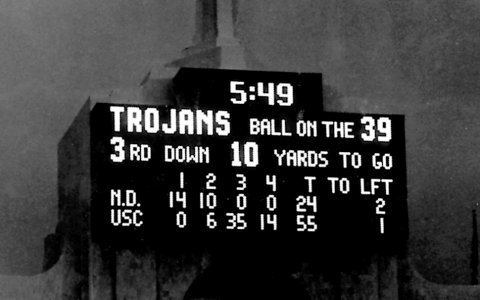 5:49
TROJANS BALL ON THE 39
3RD DOWN 10 YARDS TO GO
1 2 3 4 T TO LFT
N.D. 14 10 0 0 24 2
USC 0 6 35 14 55 1